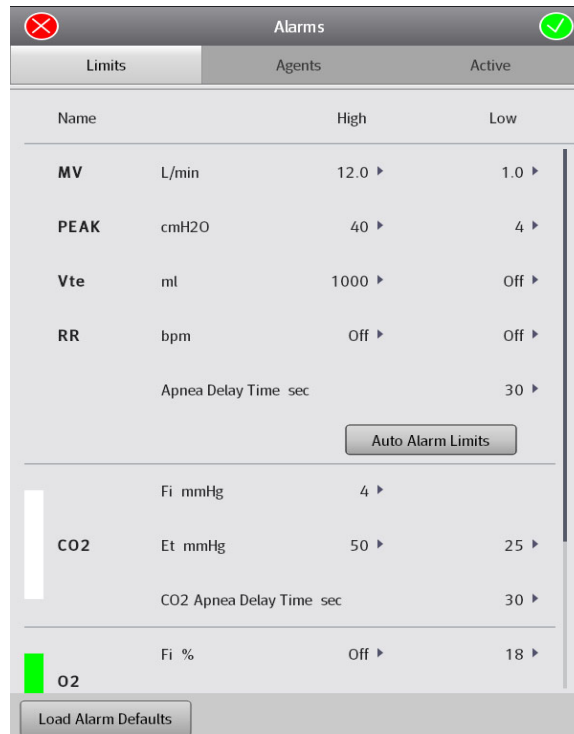 Alarms
Limits Agents Active
Name High Low
MV L/min 12.0 1.0
PEAK cmH2O 40 4
Vte ml 1000 Off
RR bpm Off Off
Apnea Delay Time sec 30
Auto Alarm Limits
Fi mmHg 4
CO2 Et mmHg 50 25
CO2 Apnea Delay Time sec 30
Fi % Off 18
O2
Load Alarm Defaults